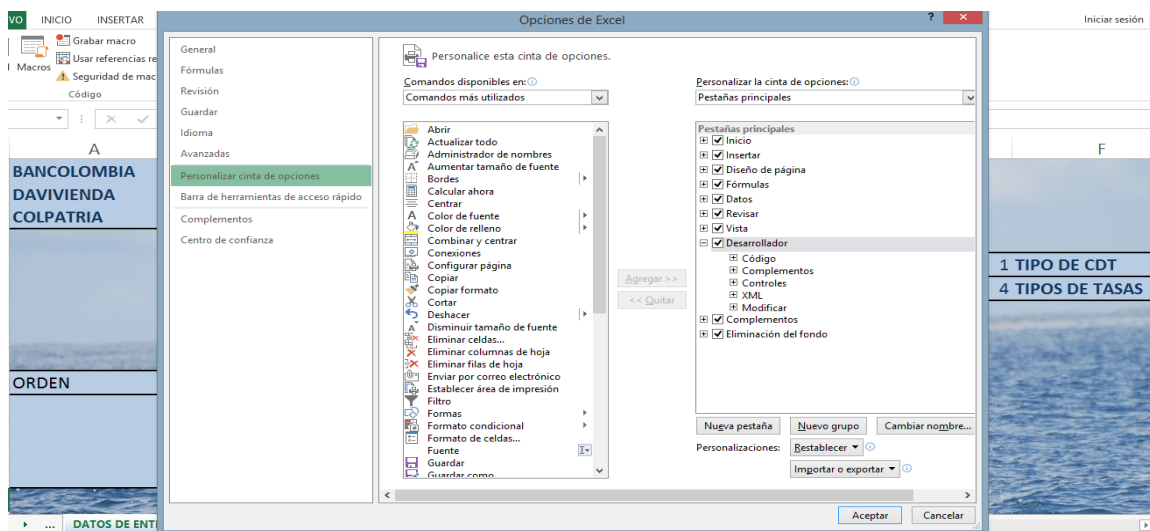 VO INICIO INSERTAR
Opciones de Excel
?
Iniciar sesión
Grabar macro
Usar referencias re
Macros
Seguridad de mac
Código
A
BANCOLOMBIA
DAVIVIENDA
COLPATRIA
ORDEN
... DATOS DE ENT
General
Fórmulas
Revisión
Guardar
Idioma
Avanzadas
Personalizar cinta de opciones
Barra de herramientas de acceso rápido
Complementos
Centro de confianza
Personalice esta cinta de opciones.
Comandos disponibles en:
Comandos más utilizados
Abrir
Actualizar todo
Administrador de nombres
Aumentar tamaño de fuente
Bordes
Calcular ahora
Centrar
Color de fuente
Color de relleno
Combinar y centrar
Conexiones
Configurar página
Copiar
Copiar formato
Cortar
Deshacer
Disminuir tamaño de fuente
Eliminar celdas...
Eliminar columnas de hoja
Eliminar filas de hoja
Enviar por correo electrónico
Establecer área de impresión
Filtro
Formas
Formato condicional
Formato de celdas...
Fuente
Guardar
Guardar como
Agregar >>
<< Quitar
Personalizar la cinta de opciones:
Pestañas principales
Pestañas principales
Inicio
Insertar
Diseño de página
Fórmulas
Datos
Revisar
Vista
Desarrollador
Código
Complementos
Controles
XML
Modificar
Complementos
Eliminación del fondo
Nueva pestaña Nuevo grupo Cambiar nombre...
Personalizaciones: Restablecer
Importar o exportar
Aceptar Cancelar
F
1 TIPO DE CDT
4 TIPOS DE TASAS